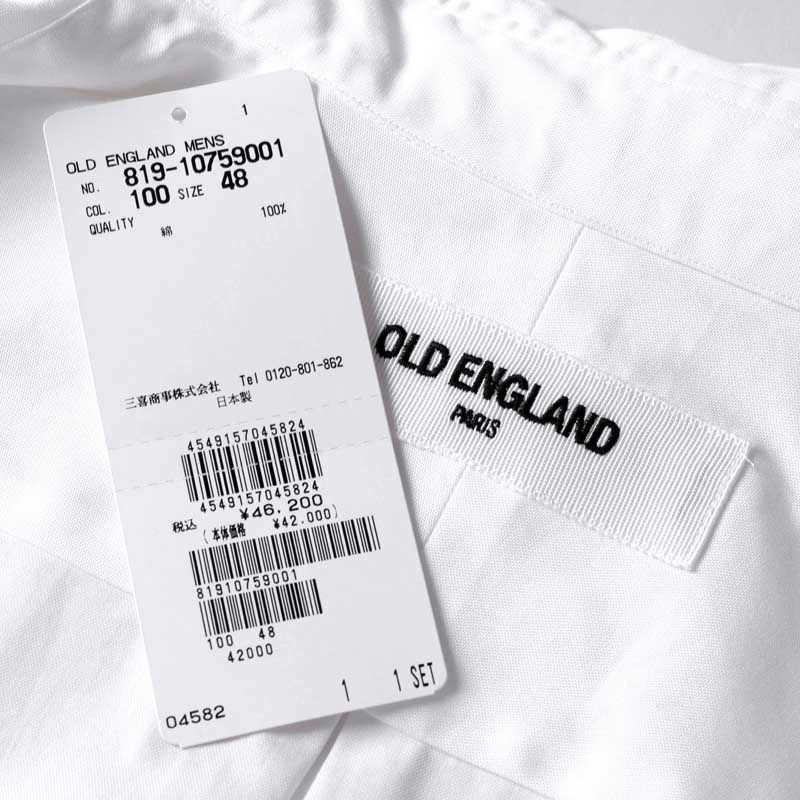 1
OLD ENGLAND MENS
NO. 819-10759001
COL. 100 SIZE 48
QUALITY
綿 100%
三喜商事株式会社 Tel 0120-801-862
日本製
4549157045824
4549157045824
¥46.200
税込 (本体価格 ¥42.000)
81910759001
100 48
42000
1 1 SET
04582
OLD ENGLAND
PARIS